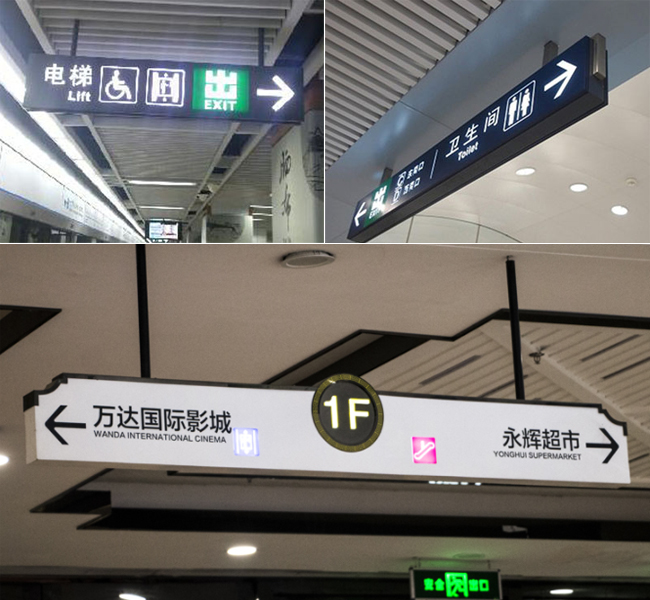 电梯
Lift
出
EXIT
卫生间
Toilet
出
EXIT
1F
万达国际影城
WANDA INTERNATIONAL CINEMA
永辉超市
YONGHUI SUPERMARKET
安全出口